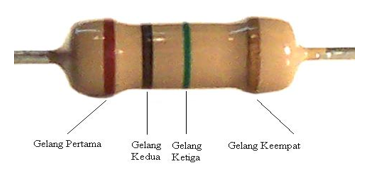 Gelang Pertama
Gelang
Kedua
Gelang
Ketiga
Gelang Keempat